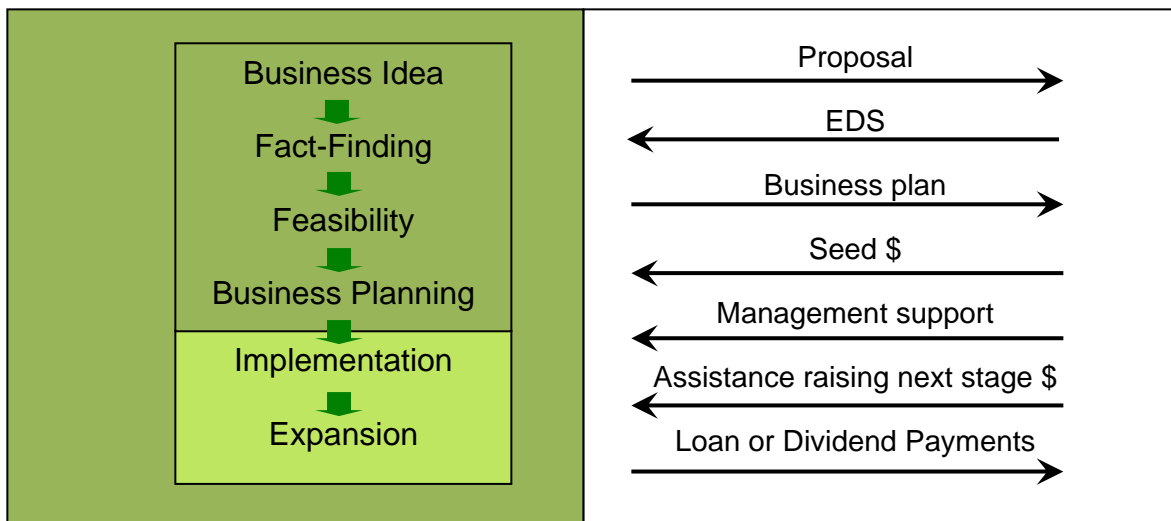 Business Idea
Fact-Finding
Feasibility
Business Planning
Implementation
Expansion
Proposal
EDS
Business plan
Seed $
Management support
Assistance raising next stage $
Loan or Dividend Payments